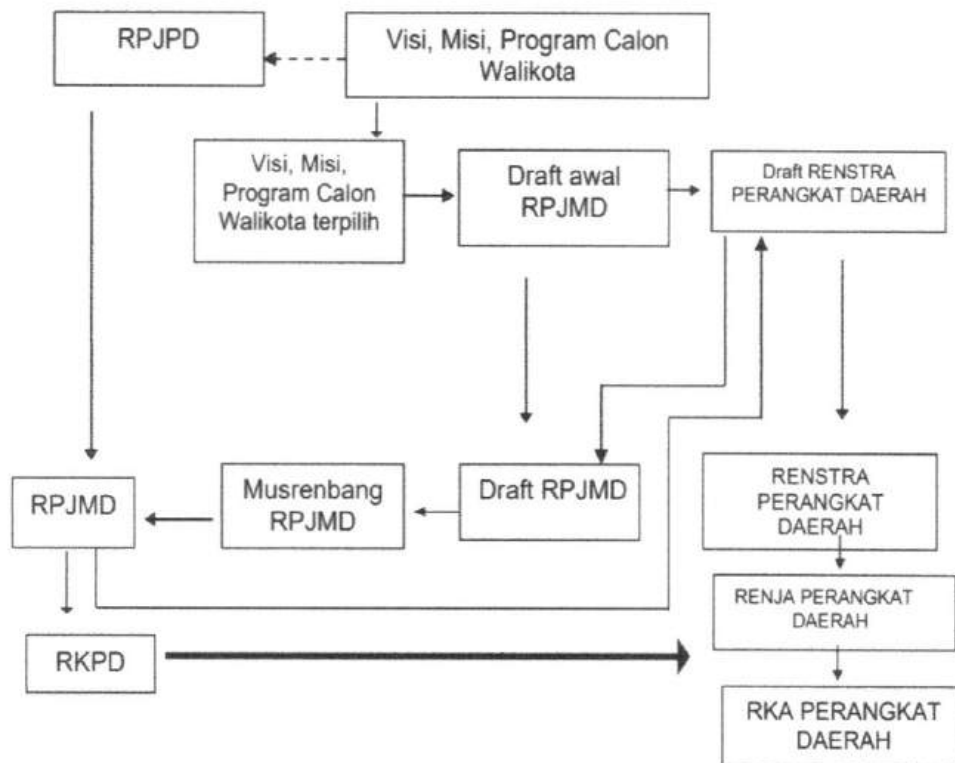 RPJPD
Visi, Misi, Program Calon
Walikota
Visi, Misi,
Program Calon
Walikota terpilih
Draft awal
RPJMD
Draft RENSTRA
PERANGKAT DAERAH
RPJMD
Musrenbang
RPJMD
Draft RPJMD
RENSTRA
PERANGKAT
DAERAH
RENJA PERANGKAT
DAERAH
RKPD
RKA PERANGKAT
DAERAH